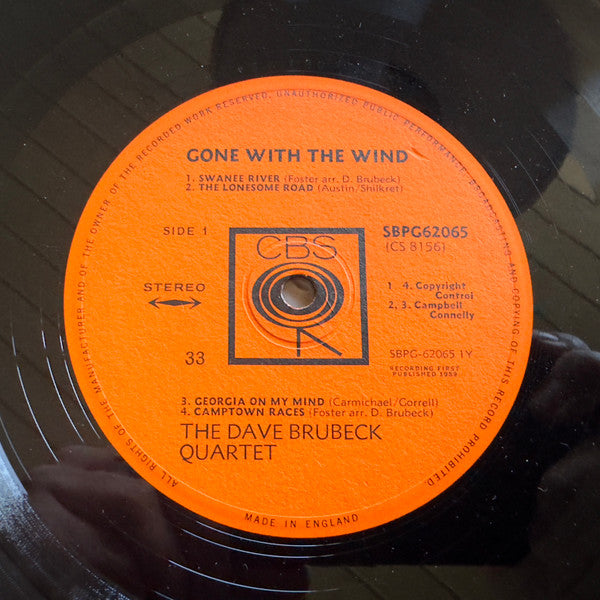 ALL RIGHTS OF THE MANUFACTURER AND OF THE OWNER OF THE RECORDED WORK RESERVED. UNAUTHORIZED PUBLIC PERFORMANCE, BROADCASTING AND COPYING OF THIS RECORD PROHIBITED
GONE WITH THE WIND
1. SWANEE RIVER (Foster arr. D. Brubeck)
2. THE LONESOME ROAD (Austin/Shilkret)
SIDE 1
CBS
SBPG62065
(CS 8156)
STEREO
1 4. Copyright
Control
2, 3. Campbell
Connelly
33
SBPG-62065 1Y
RECORDING FIRST
PUBLISHED 1959
3. GEORGIA ON MY MIND (Carmichael/Gorrell)
4. CAMPTOWN RACES (Foster arr. D. Brubeck)
THE DAVE BRUBECK
QUARTET
MADE IN ENGLAND